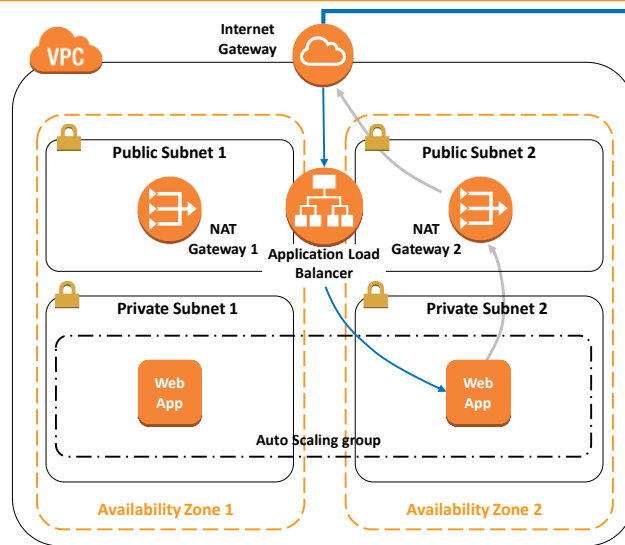 Internet
Gateway
VPC
Public Subnet 1
Public Subnet 2
NAT
Gateway 1
NAT
Gateway 2
Application Load
Balancer
Private Subnet 1
Private Subnet 2
Web
App
Web
App
Auto Scaling group
Availability Zone 1
Availability Zone 2